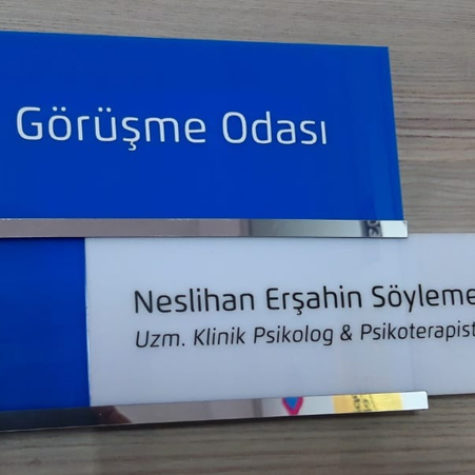 Görüşme Odası
Neslihan Erşahin Söyleme
Uzm. Klinik Psikolog & Psikoterapist